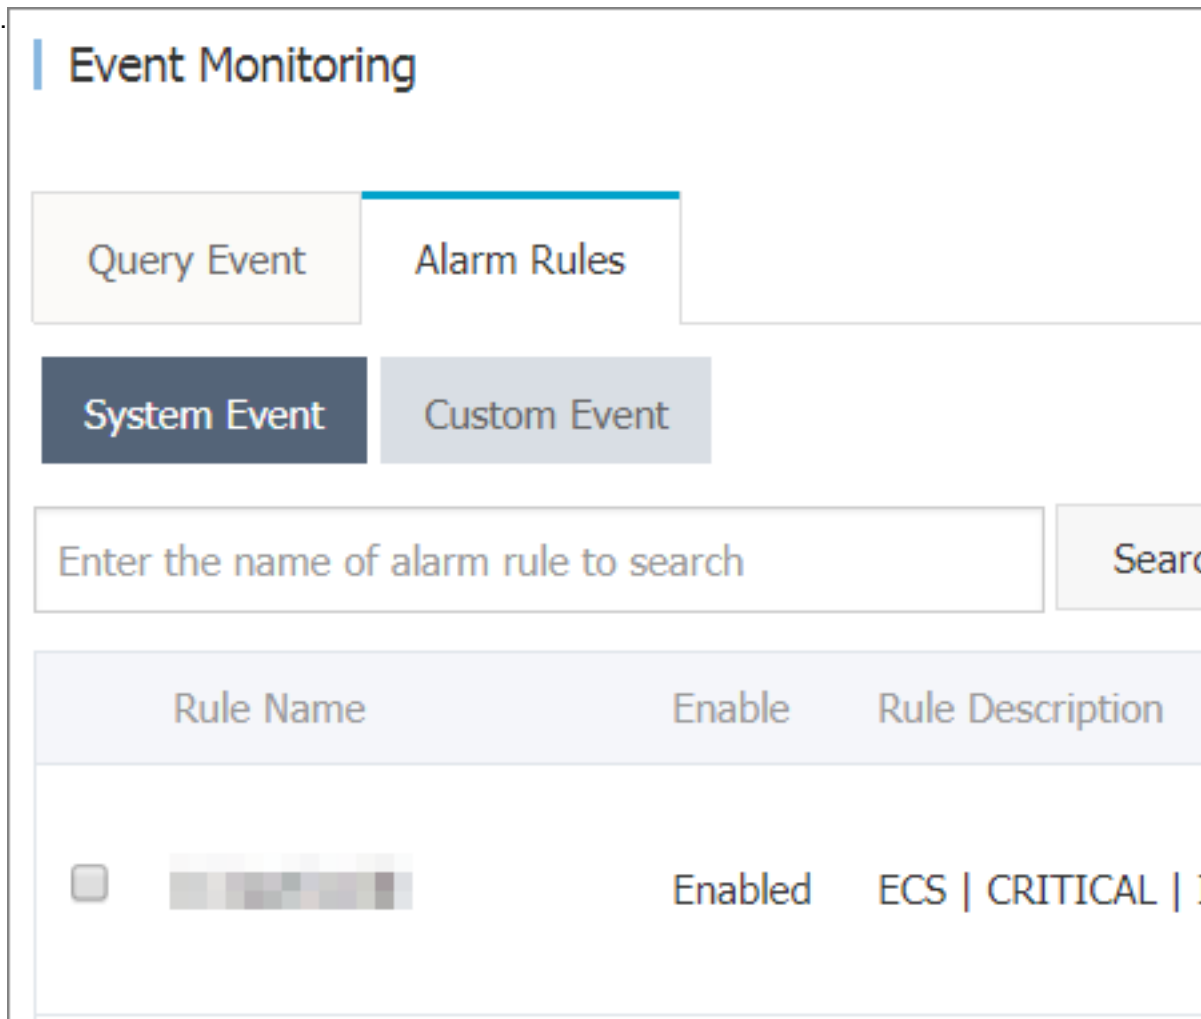 .
Event Monitoring
Query Event Alarm Rules
System Event Custom Event
Enter the name of alarm rule to search
Rule Name Enable Rule Description
Enabled ECS | CRITICAL |